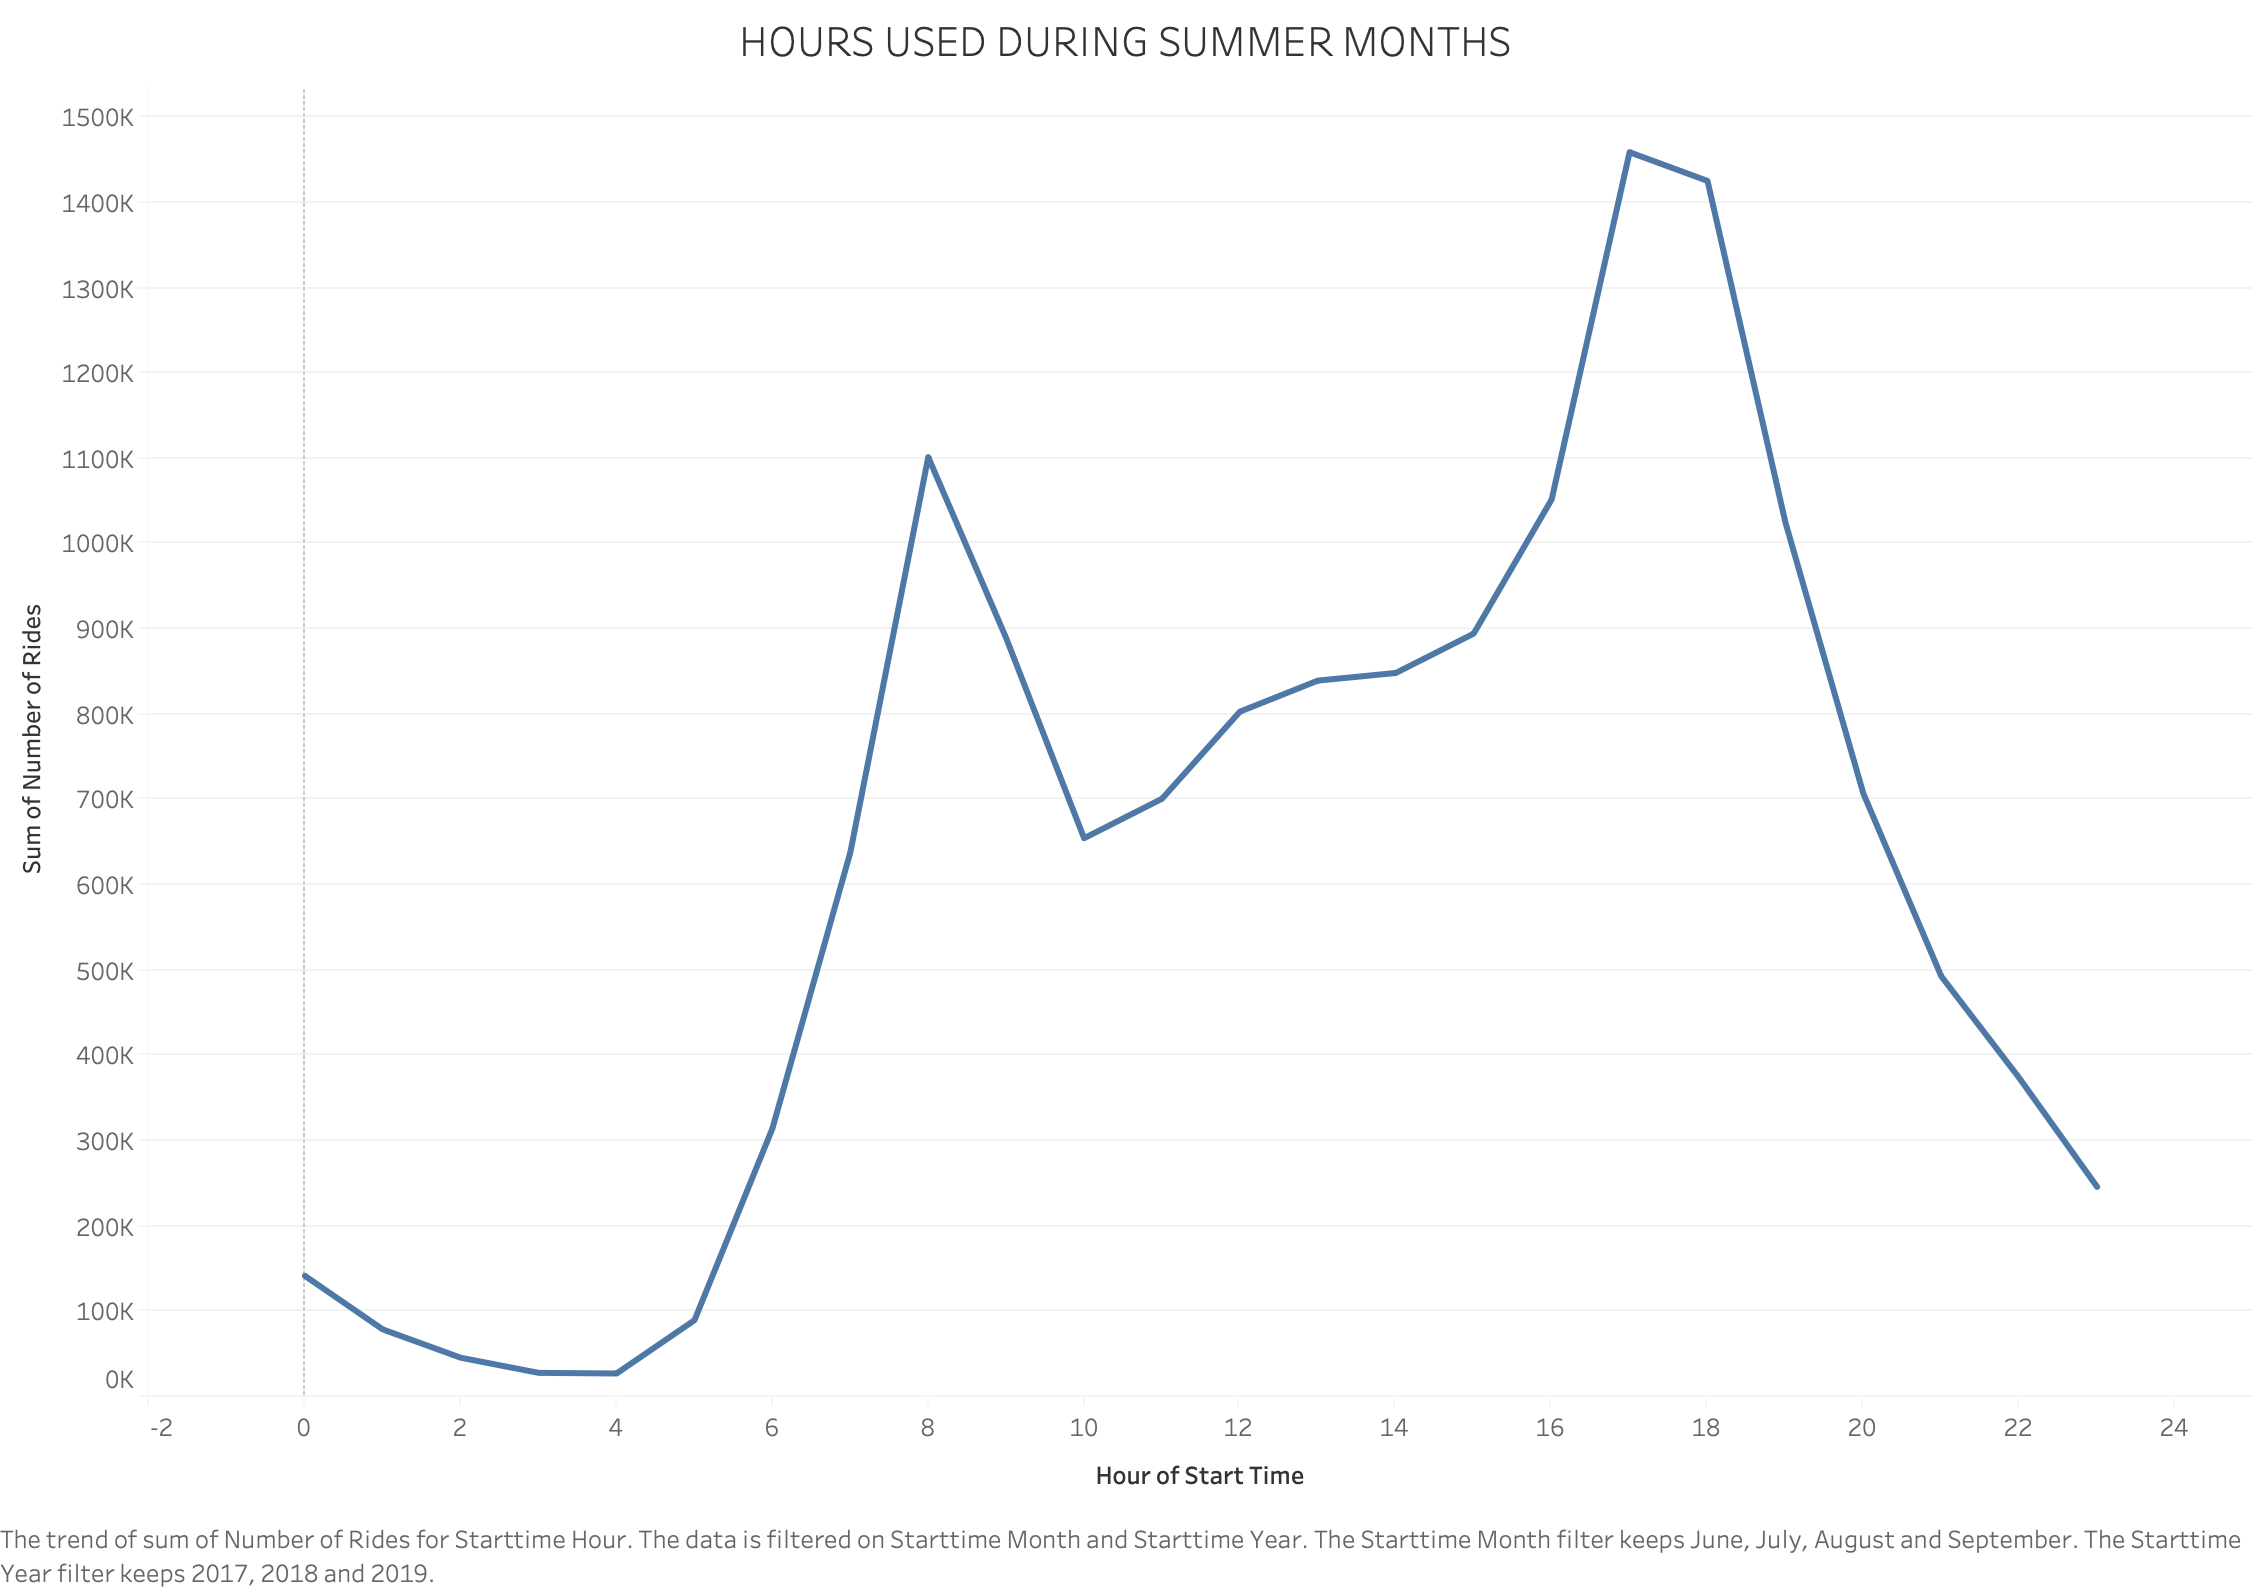 HOURS USED DURING SUMMER MONTHS
1500K
1400K
1300K
1200K
1100K
1000K
900K
800K
700K
600K
500K
400K
300K
200K
100K
0K
Sum of Number of Rides
-2 0 2 4 6 8 10 12 14 16 18 20 22 24
Hour of Start Time
The trend of sum of Number of Rides for Starttime Hour. The data is filtered on Starttime Month and Starttime Year. The Starttime Month filter keeps June, July, August and September. The Starttime
Year filter keeps 2017, 2018 and 2019.